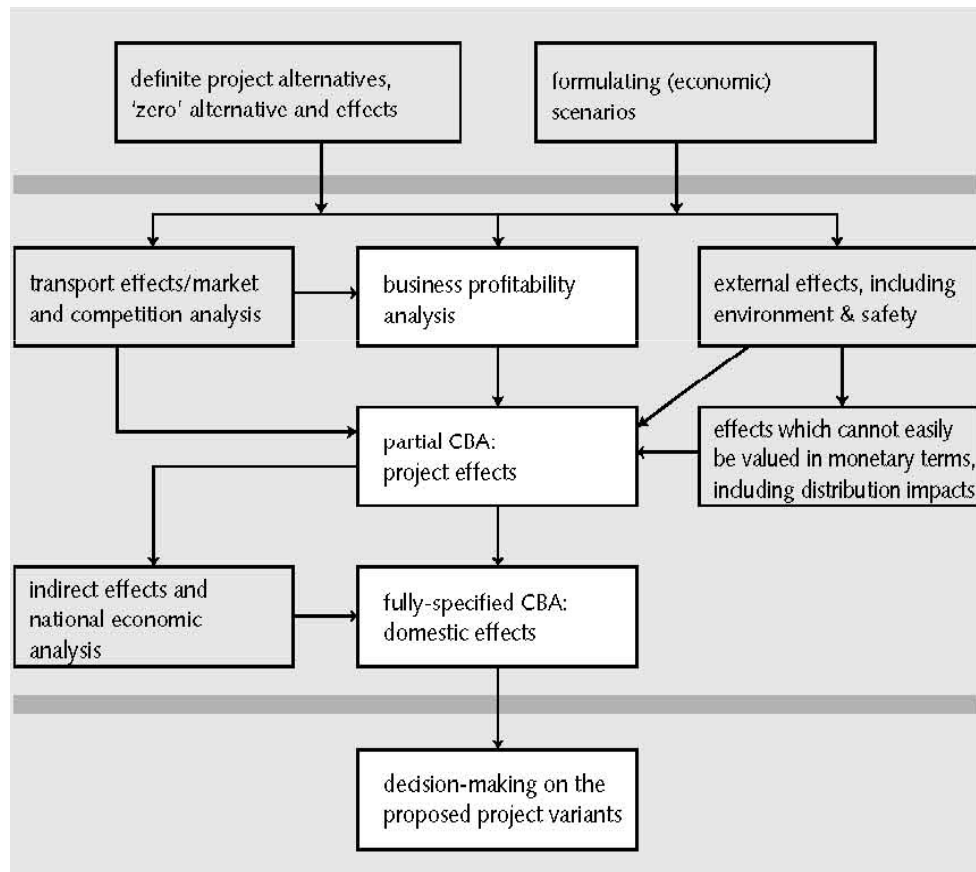 definite project alternatives,
‘zero’ alternative and effects
formulating (economic)
scenarios
transport effects/market
and competition analysis
business profitability
analysis
external effects, including
environment & safety
partial CBA:
project effects
effects which cannot easily
be valued in monetary terms,
including distribution impacts
indirect effects and
national economic
analysis
fully-specified CBA:
domestic effects
decision-making on the
proposed project variants